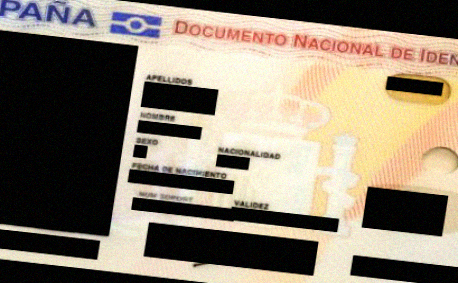 PAÑA
DOCUMENTO NACIONAL DE IDEN
APELLIDOS
NOMBRE
SEXO
NACIONALIDAD
FECHA DE NACIMIENTO
NUM SOPORT
VALIDEZ